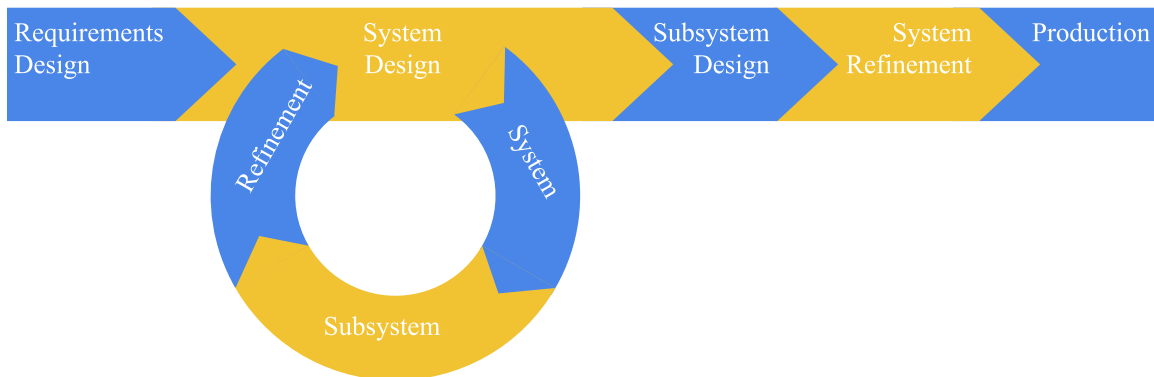 Requirements
Design
System
Design
Subsystem
Design
System
Refinement
Production
Refinement
System
Subsystem